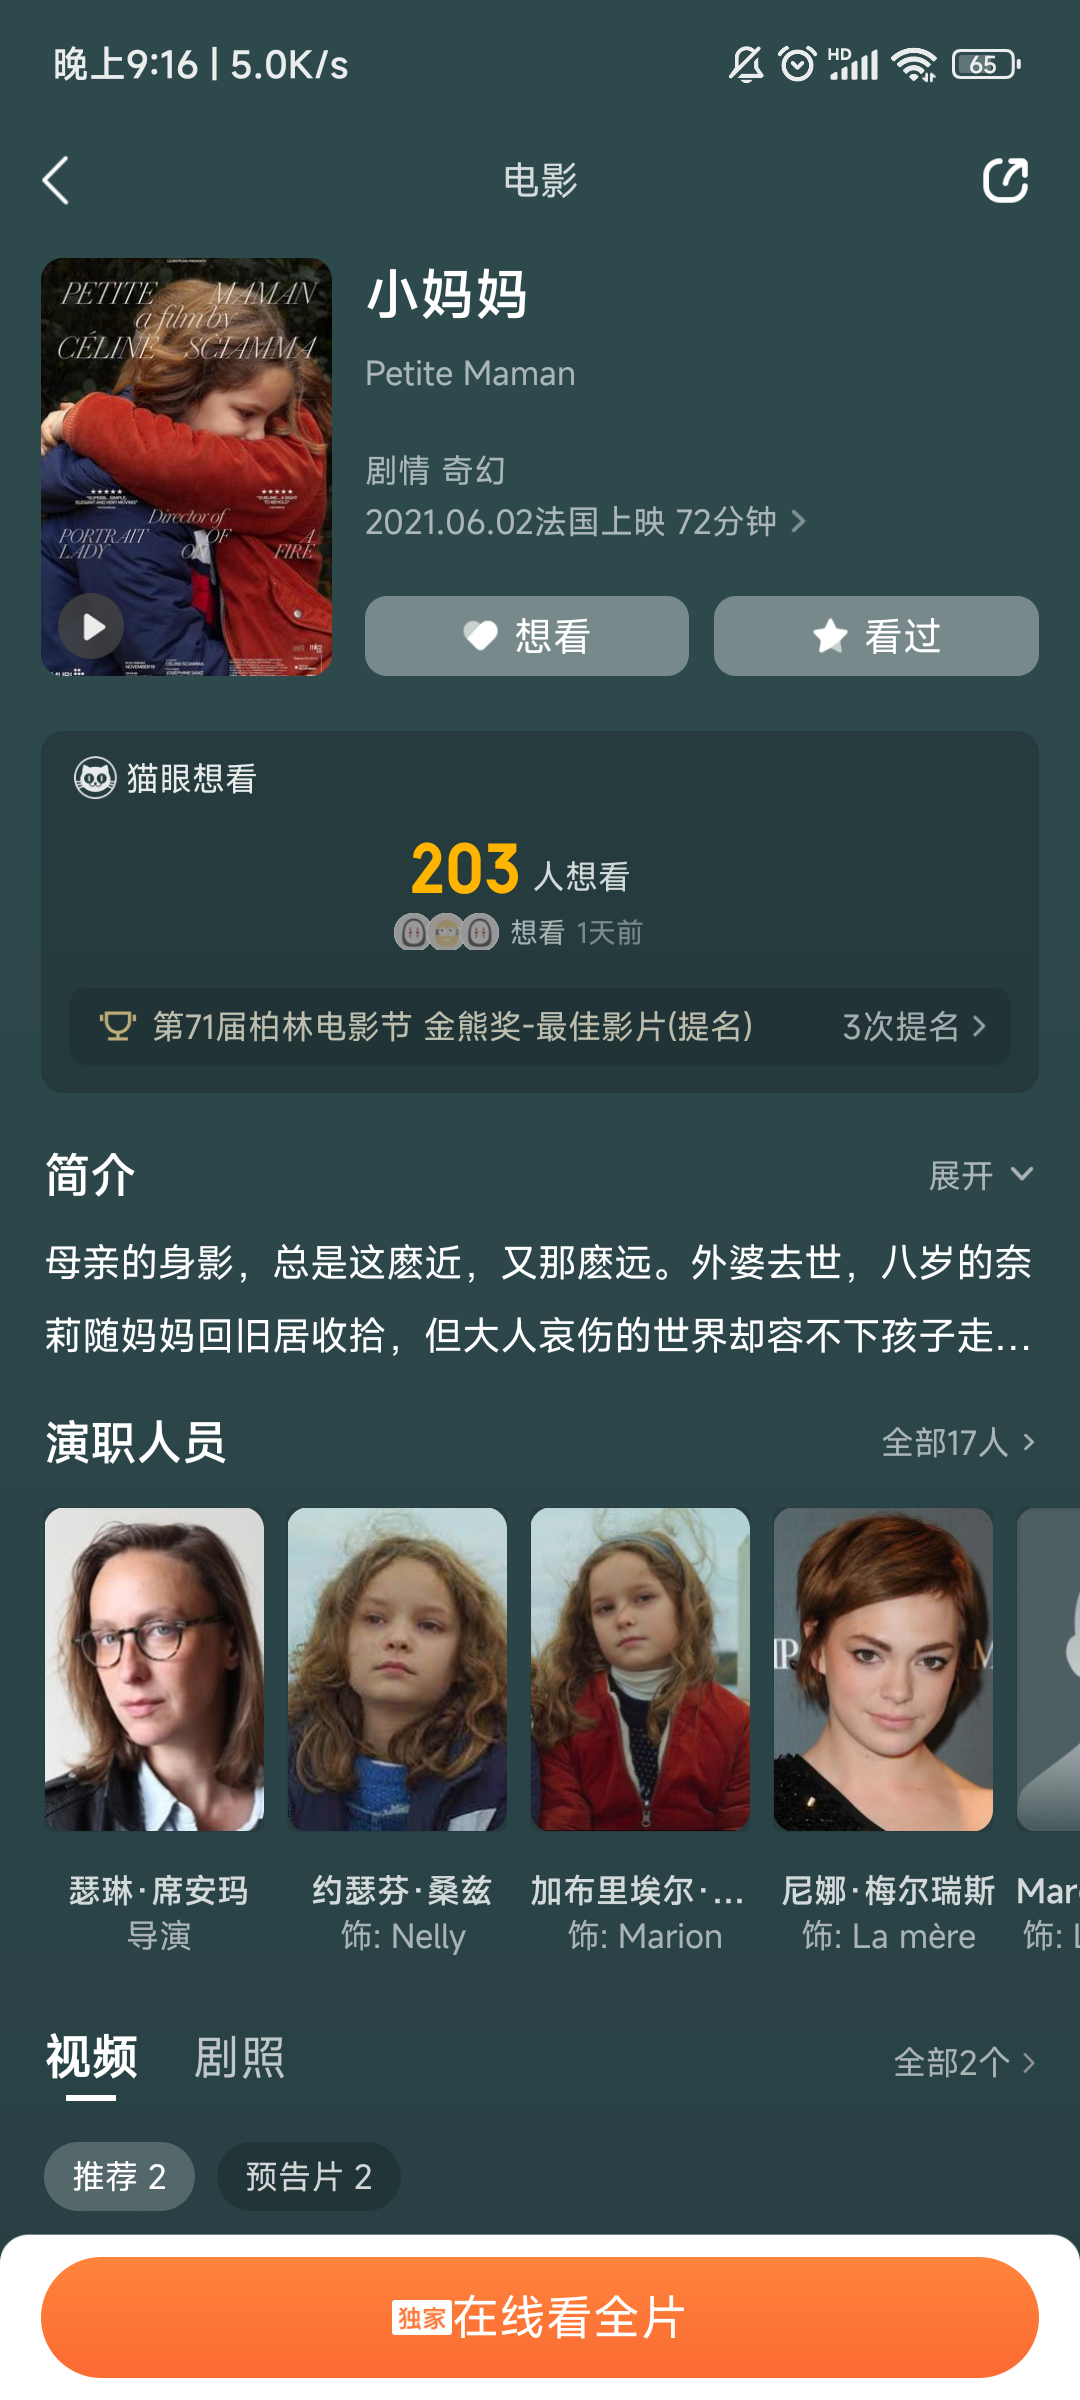 晚上9:16 | 5.0K/s
HD
65
电影
PETITE MAMAN
a film by
CÉLINE SCIAMMA
Director of
PORTRAIT OF A
LADY ON FIRE
小妈妈
Petite Maman
剧情 奇幻
2021.06.02法国上映 72分钟
想看
看过
猫眼想看
203 人想看
想看 1天前
第71届柏林电影节 金熊奖-最佳影片(提名)
3次提名
简介
展开
母亲的身影，总是这麽近，又那麽远。外婆去世，八岁的奈
莉随妈妈回旧居收拾，但大人哀伤的世界却容不下孩子走...
演职人员
全部17人
瑟琳·席安玛
导演
约瑟芬·桑兹
饰: Nelly
加布里埃尔·...
饰: Marion
尼娜·梅尔瑞斯
饰: La mère
Mar
饰: L
视频
剧照
全部2个
推荐 2
预告片 2
独家在线看全片